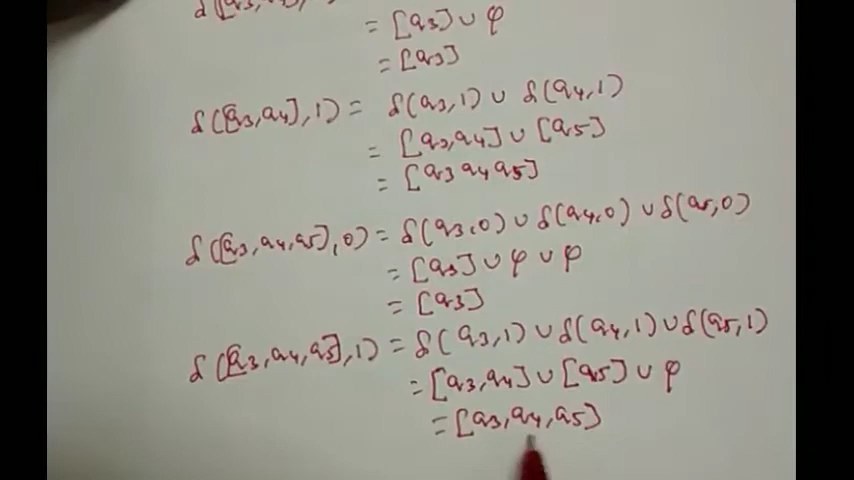 = [q3] ∪ φ
= [q3]
δ([q3,q4],1) = δ(q3,1) ∪ δ(q4,1)
= [q3,q4] ∪ [q5]
= [q3 q4 q5]
δ([q3,q4,q5],0) = δ(q3,0) ∪ δ(q4,0) ∪ δ(q5,0)
= [q3] ∪ φ ∪ φ
= [q3]
δ([q3,q4,q5],1) = δ(q3,1) ∪ δ(q4,1) ∪ δ(q5,1)
= [q3,q4] ∪ [q5] ∪ φ
= [q3,q4,q5]